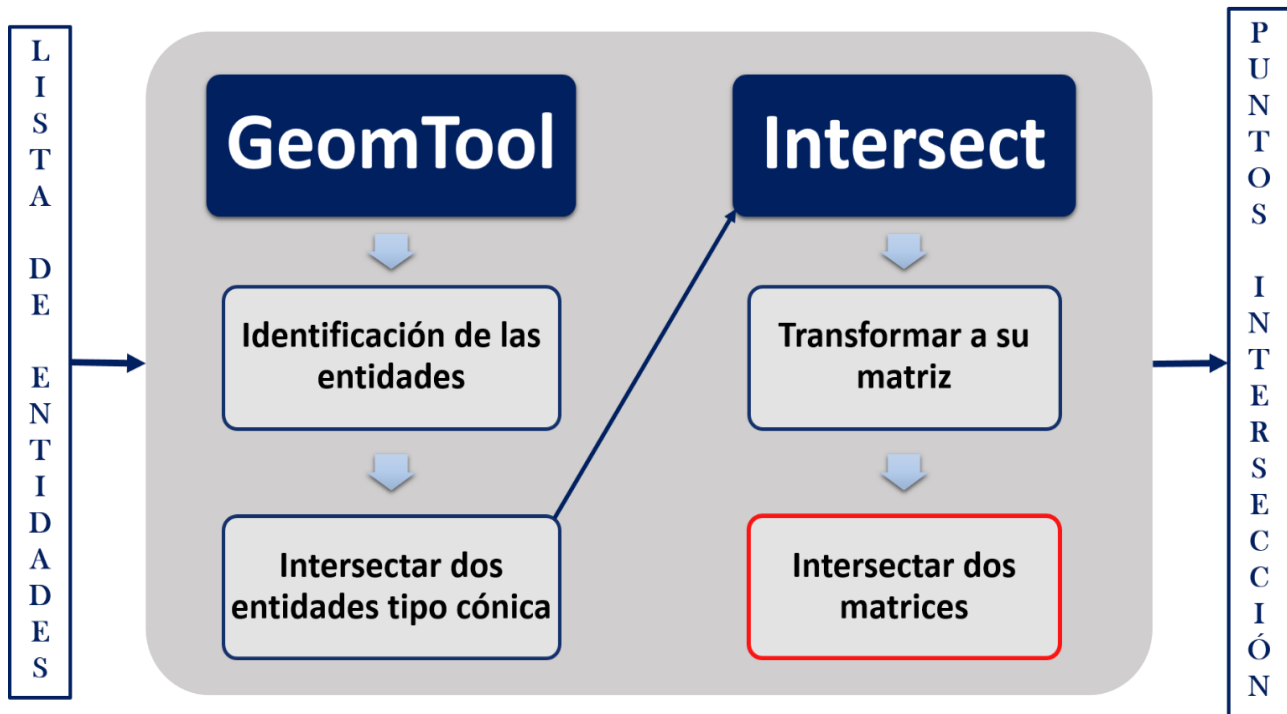 LISTA DE ENTIDADES
GeomTool
Identificación de las
entidades
Intersectar dos
entidades tipo cónica
Intersect
Transformar a su
matriz
Intersectar dos
matrices
PUNTOS INTERSECCIÓN